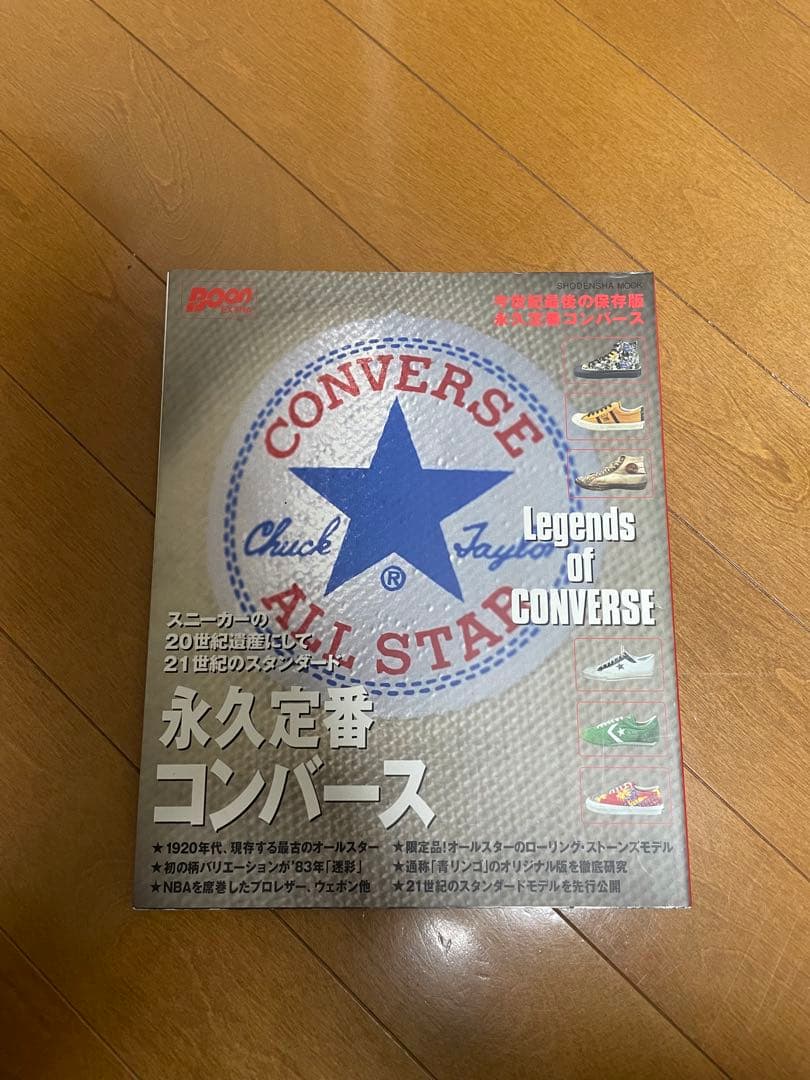 Boon
EXTRA
SHODENSHA MOOK
今世紀最後の保存版
永久定番コンバース
CONVERSE
Chuck Taylor
®
ALL STAR
Legends
of
CONVERSE
スニーカーの
20世紀遺産にして
21世紀のスタンダード
永久定番
コンバース
★1920年代、現存する最古のオールスター
★初の柄バリエーションが'83年「迷彩」
★NBAを席巻したプロレザー、ウェポン他
★限定品!オールスターのローリング・ストーンズモデル
★通称「青リンゴ」のオリジナル版を徹底研究
★21世紀のスタンダードモデルを先行公開